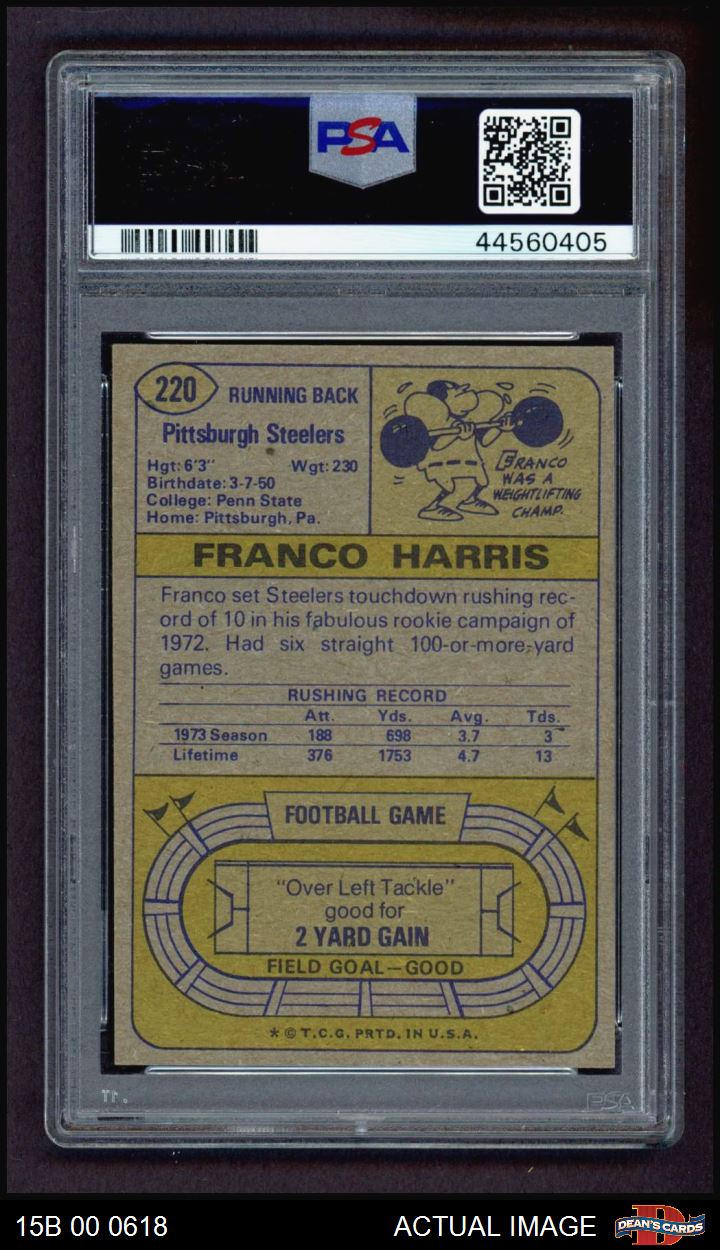 PSA
44560405
220
RUNNING BACK
Pittsburgh Steelers
Hgt: 6'3" Wgt: 230
Birthdate: 3-7-50
College: Penn State
Home: Pittsburgh, Pa.
FRANCO
WAS A
WEIGHTLIFTING
CHAMP.
FRANCO HARRIS
Franco set Steelers touchdown rushing rec-
ord of 10 in his fabulous rookie campaign of
1972. Had six straight 100-or-more-yard
games.
RUSHING RECORD
Att. Yds. Avg. Tds.
1973 Season 188 698 3.7 3
Lifetime 376 1753 4.7 13
FOOTBALL GAME
"Over Left Tackle"
good for
2 YARD GAIN
FIELD GOAL—GOOD
* © T.C.G. PRTD. IN U.S.A.
PSA
15B 00 0618 ACTUAL IMAGE
DEAN'S CARDS